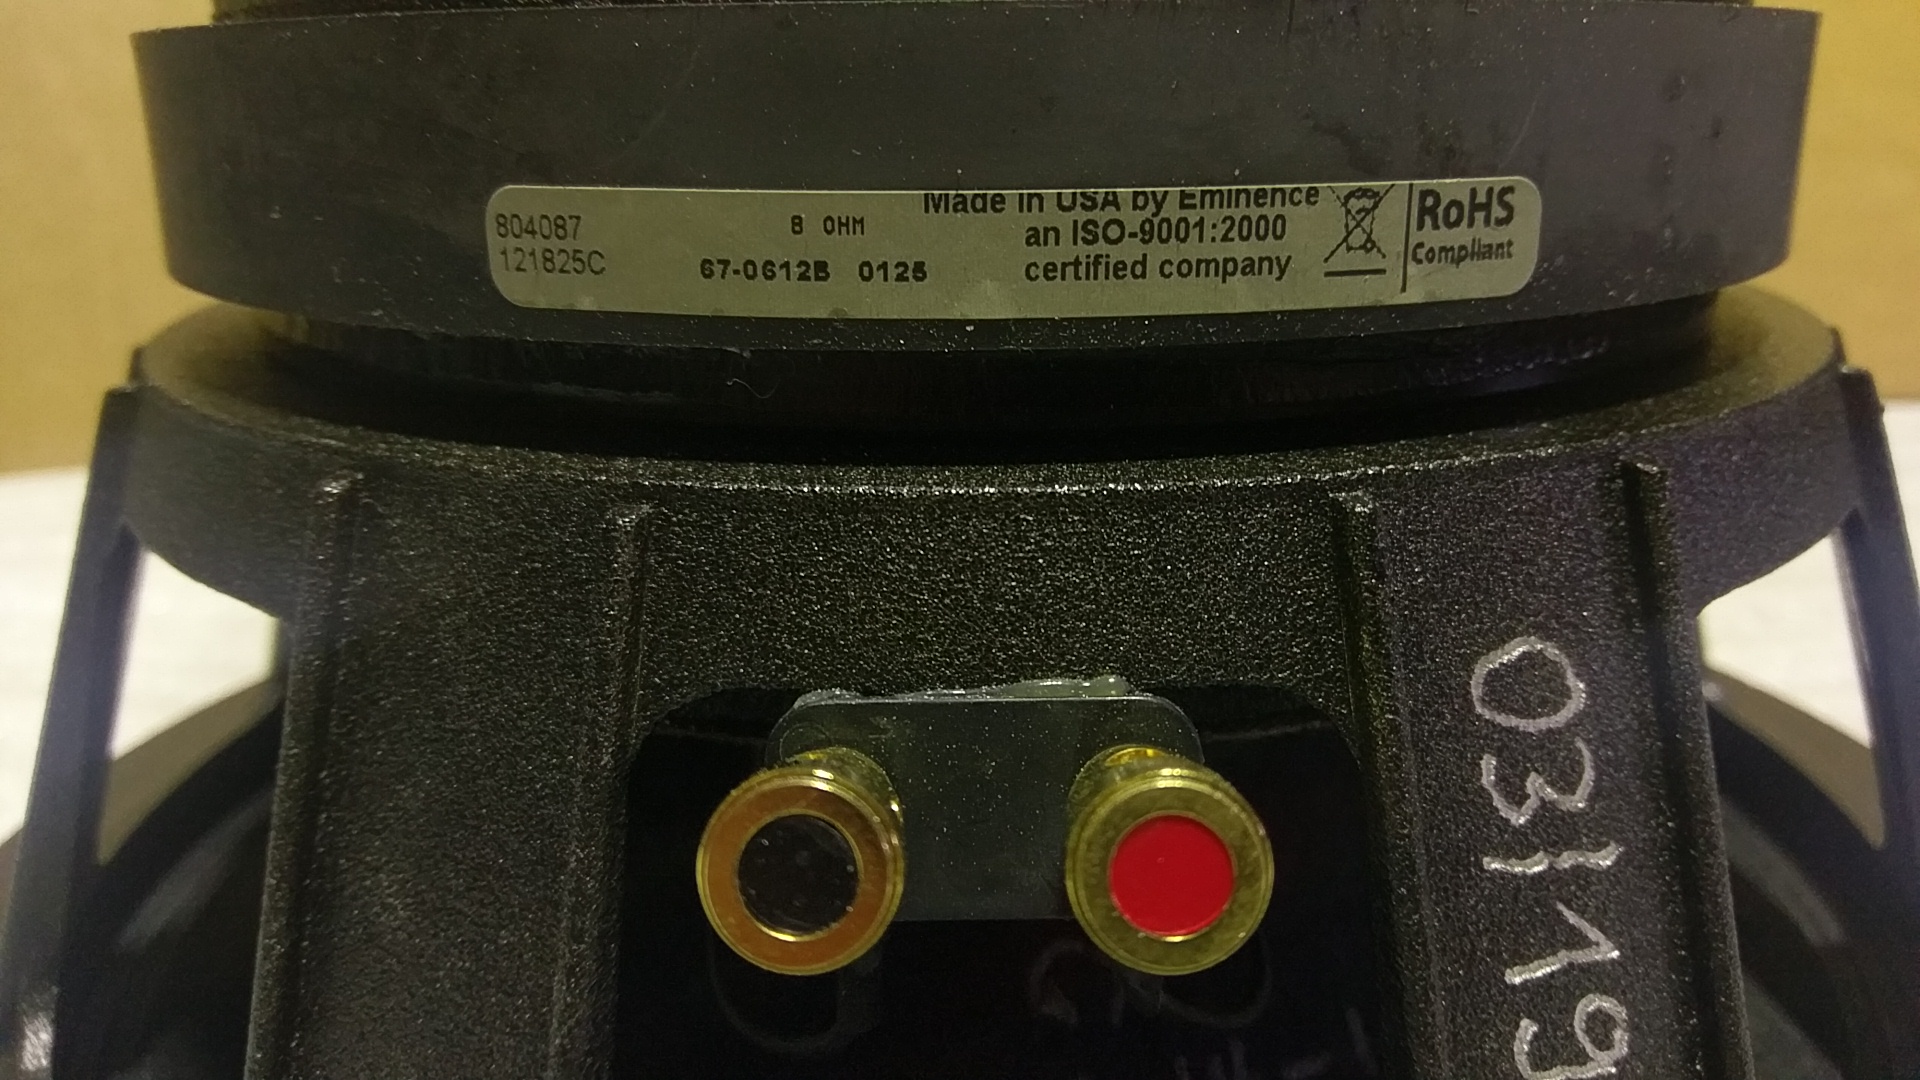 804087
121825C
8 OHM
67-0612B 0125
Made in USA by Eminence
an ISO-9001:2000
certified company
RoHS
Compliant